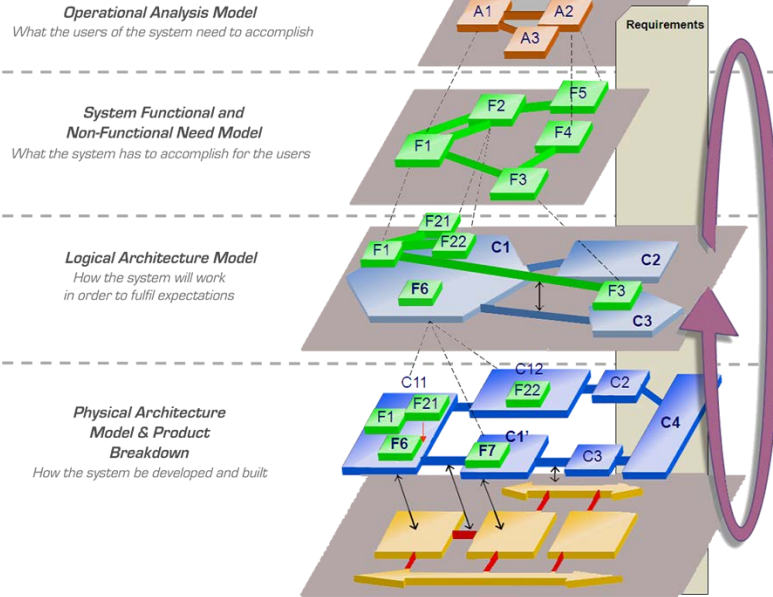 Operational Analysis Model
What the users of the system need to accomplish
A1
A2
A3
Requirements
System Functional and
Non-Functional Need Model
What the system has to accomplish for the users
F5
F2
F4
F1
F3
Logical Architecture Model
How the system will work
in order to fulfil expectations
F21
F1
F22
C1
C2
F6
F3
C3
Physical Architecture
Model & Product
Breakdown
How the system be developed and built
C11
C12
C2
F21
F22
F1
C4
F6
F7
C1'
C3